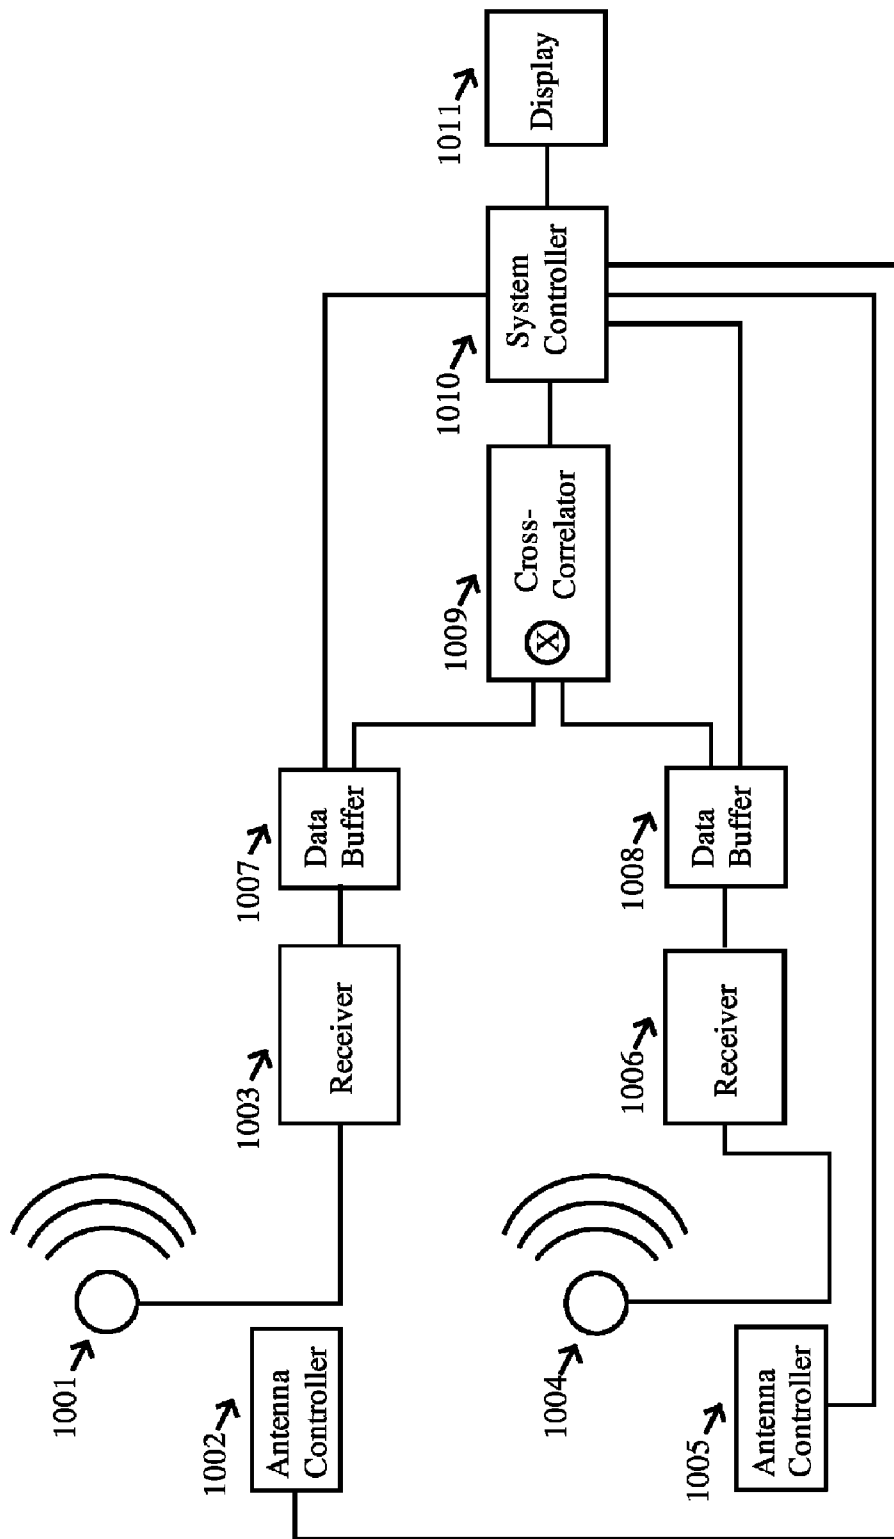 1001
1002
Antenna
Controller
1003
Receiver
1007
Data
Buffer
1004
1005
Antenna
Controller
1006
Receiver
1008
Data
Buffer
1009
X
Cross-
Correlator
1010
System
Controller
1011
Display